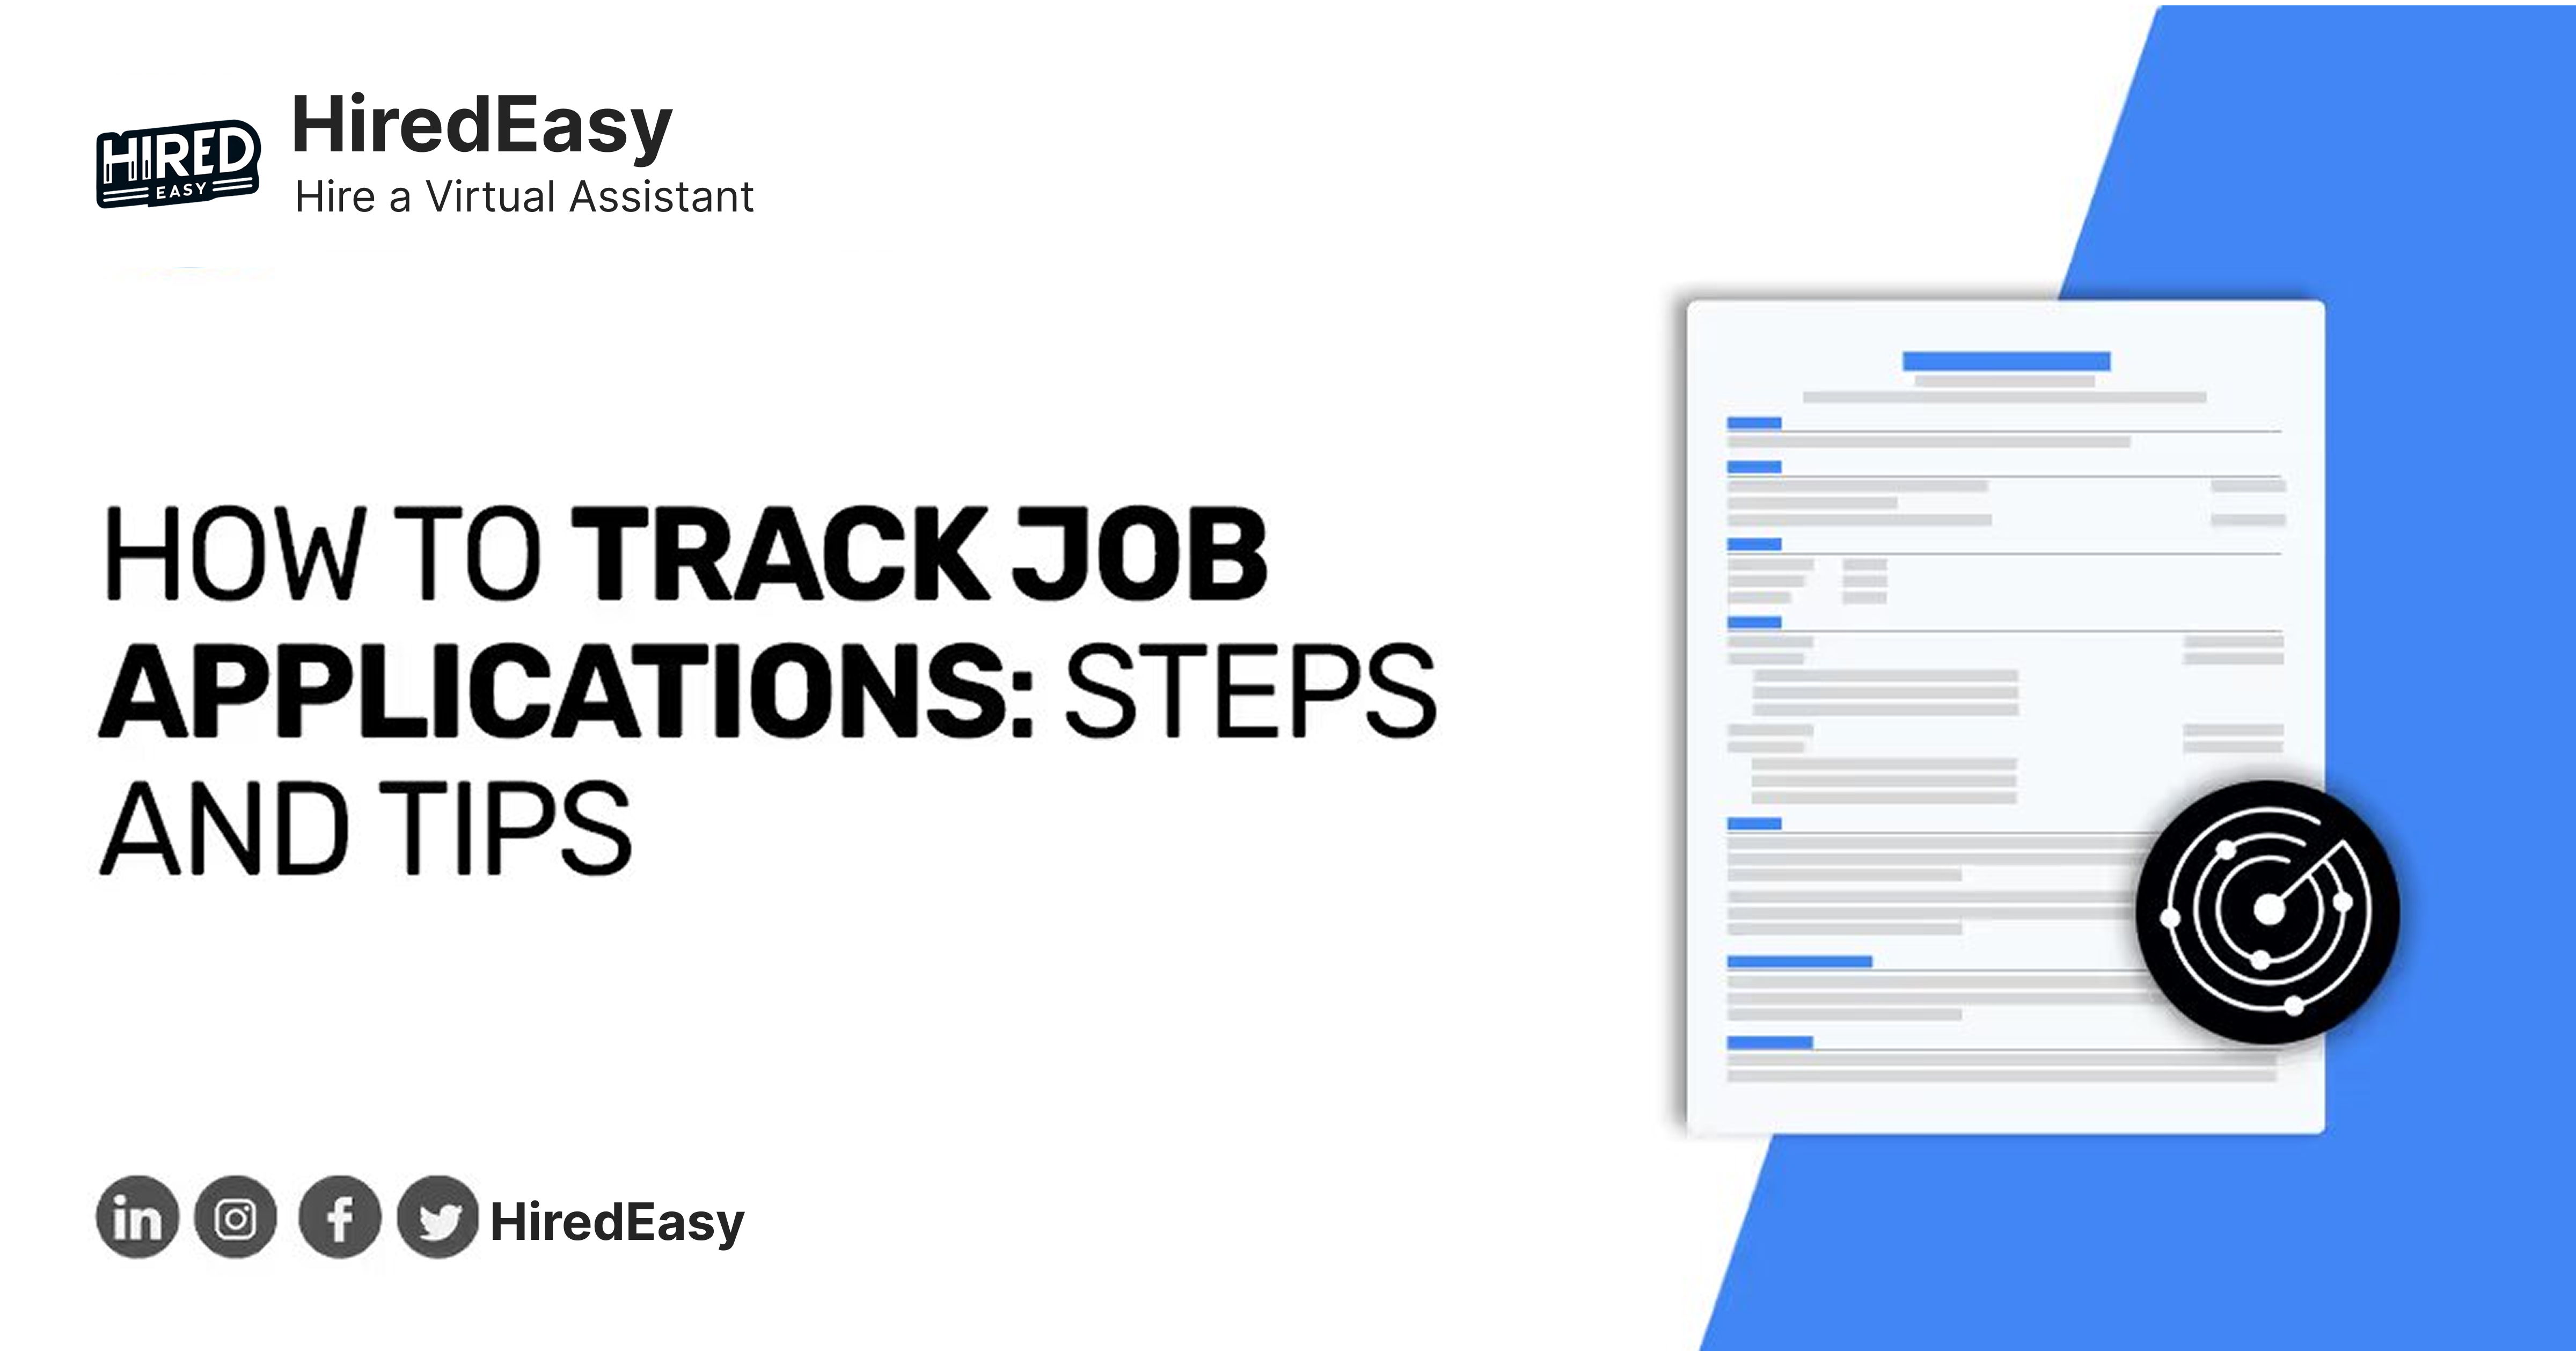 HIRED
EASY
HiredEasy
Hire a Virtual Assistant
HOW TO TRACK JOB
APPLICATIONS: STEPS
AND TIPS
in
f
HiredEasy